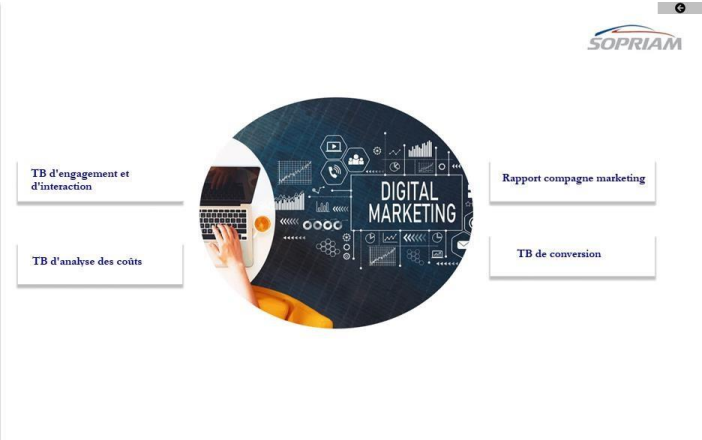 SOPRIAM
TB d'engagement et
d'interaction
Rapport compagne marketing
DIGITAL
MARKETING
TB d'analyse des coûts
TB de conversion